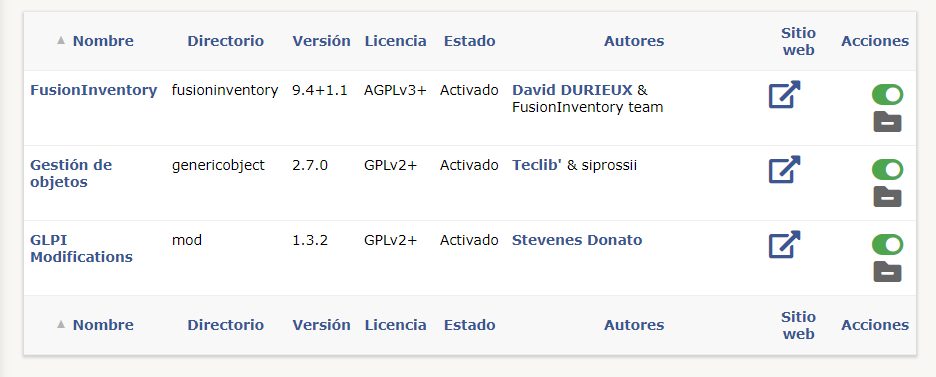 ▲ Nombre Directorio Versión Licencia Estado Autores Sitio web Acciones
FusionInventory fusioninventory 9.4+1.1 AGPLv3+ Activado David DURIEUX &
FusionInventory team
Gestión de genericobject 2.7.0 GPLv2+ Activado Teclib' & siprossii
objetos
GLPI mod 1.3.2 GPLv2+ Activado Stevenes Donato
Modifications
▲ Nombre Directorio Versión Licencia Estado Autores Sitio web Acciones